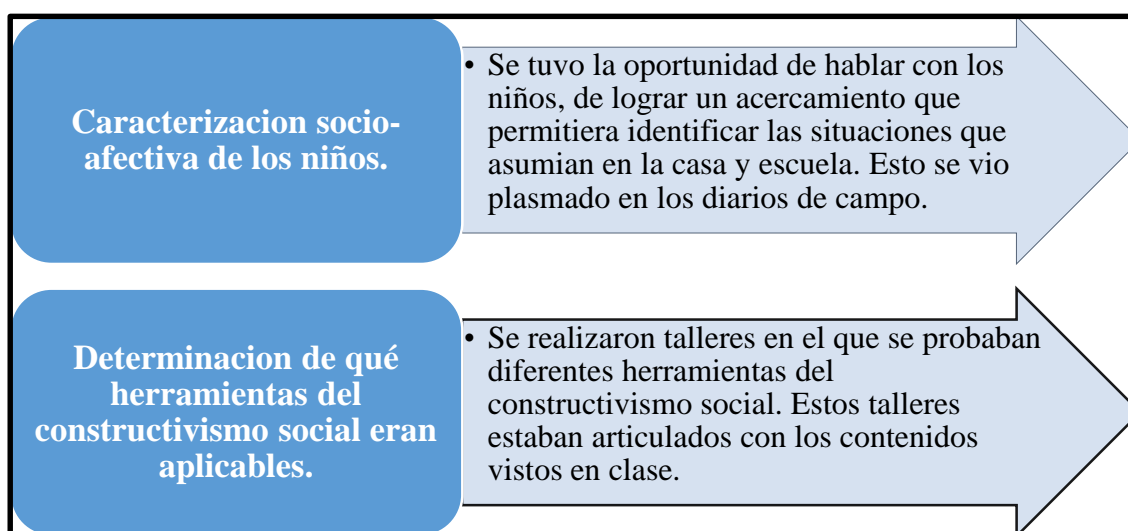 Caracterizacion socio-
afectiva de los niños.
• Se tuvo la oportunidad de hablar con los
niños, de lograr un acercamiento que
permitiera identificar las situaciones que
asumian en la casa y escuela. Esto se vio
plasmado en los diarios de campo.
Determinacion de qué
herramientas del
constructivismo social eran
aplicables.
• Se realizaron talleres en el que se probaban
diferentes herramientas del
constructivismo social. Estos talleres
estaban articulados con los contenidos
vistos en clase.